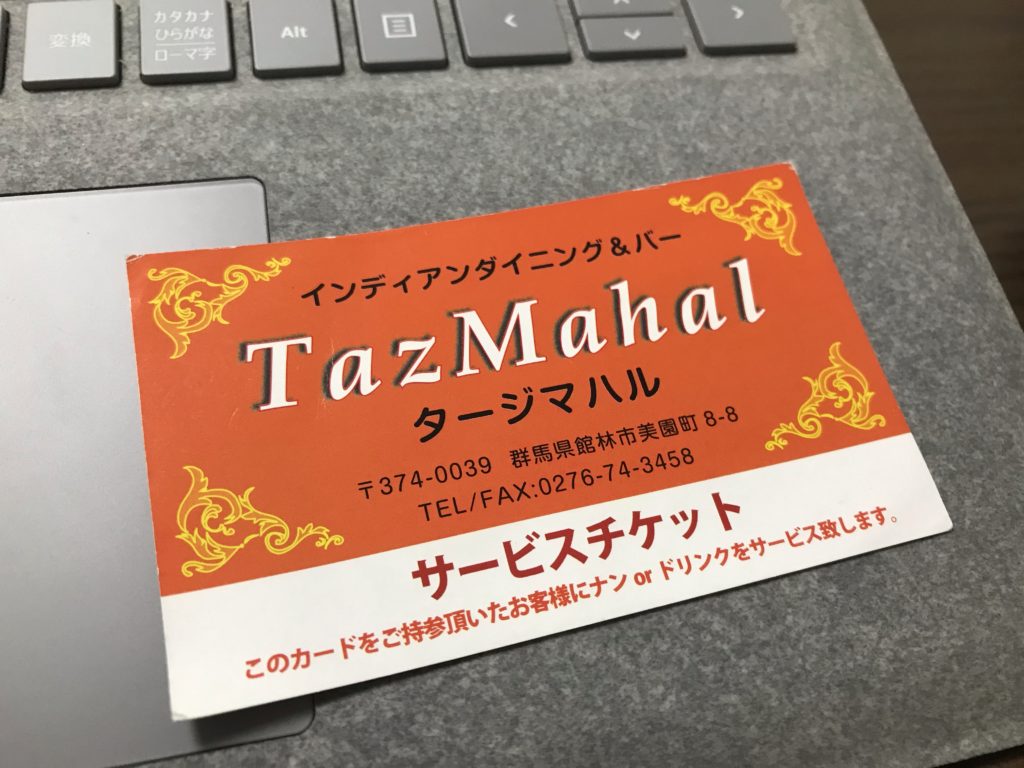 変換
カタカナ
ひらがな
ローマ字
Alt
インディアンダイニング&バー
TazMahal
タージマハル
〒374-0039 群馬県館林市美園町 8-8
TEL/FAX:0276-74-3458
サービスチケット
このカードをご持参頂いたお客様にナン or ドリンクをサービス致します。